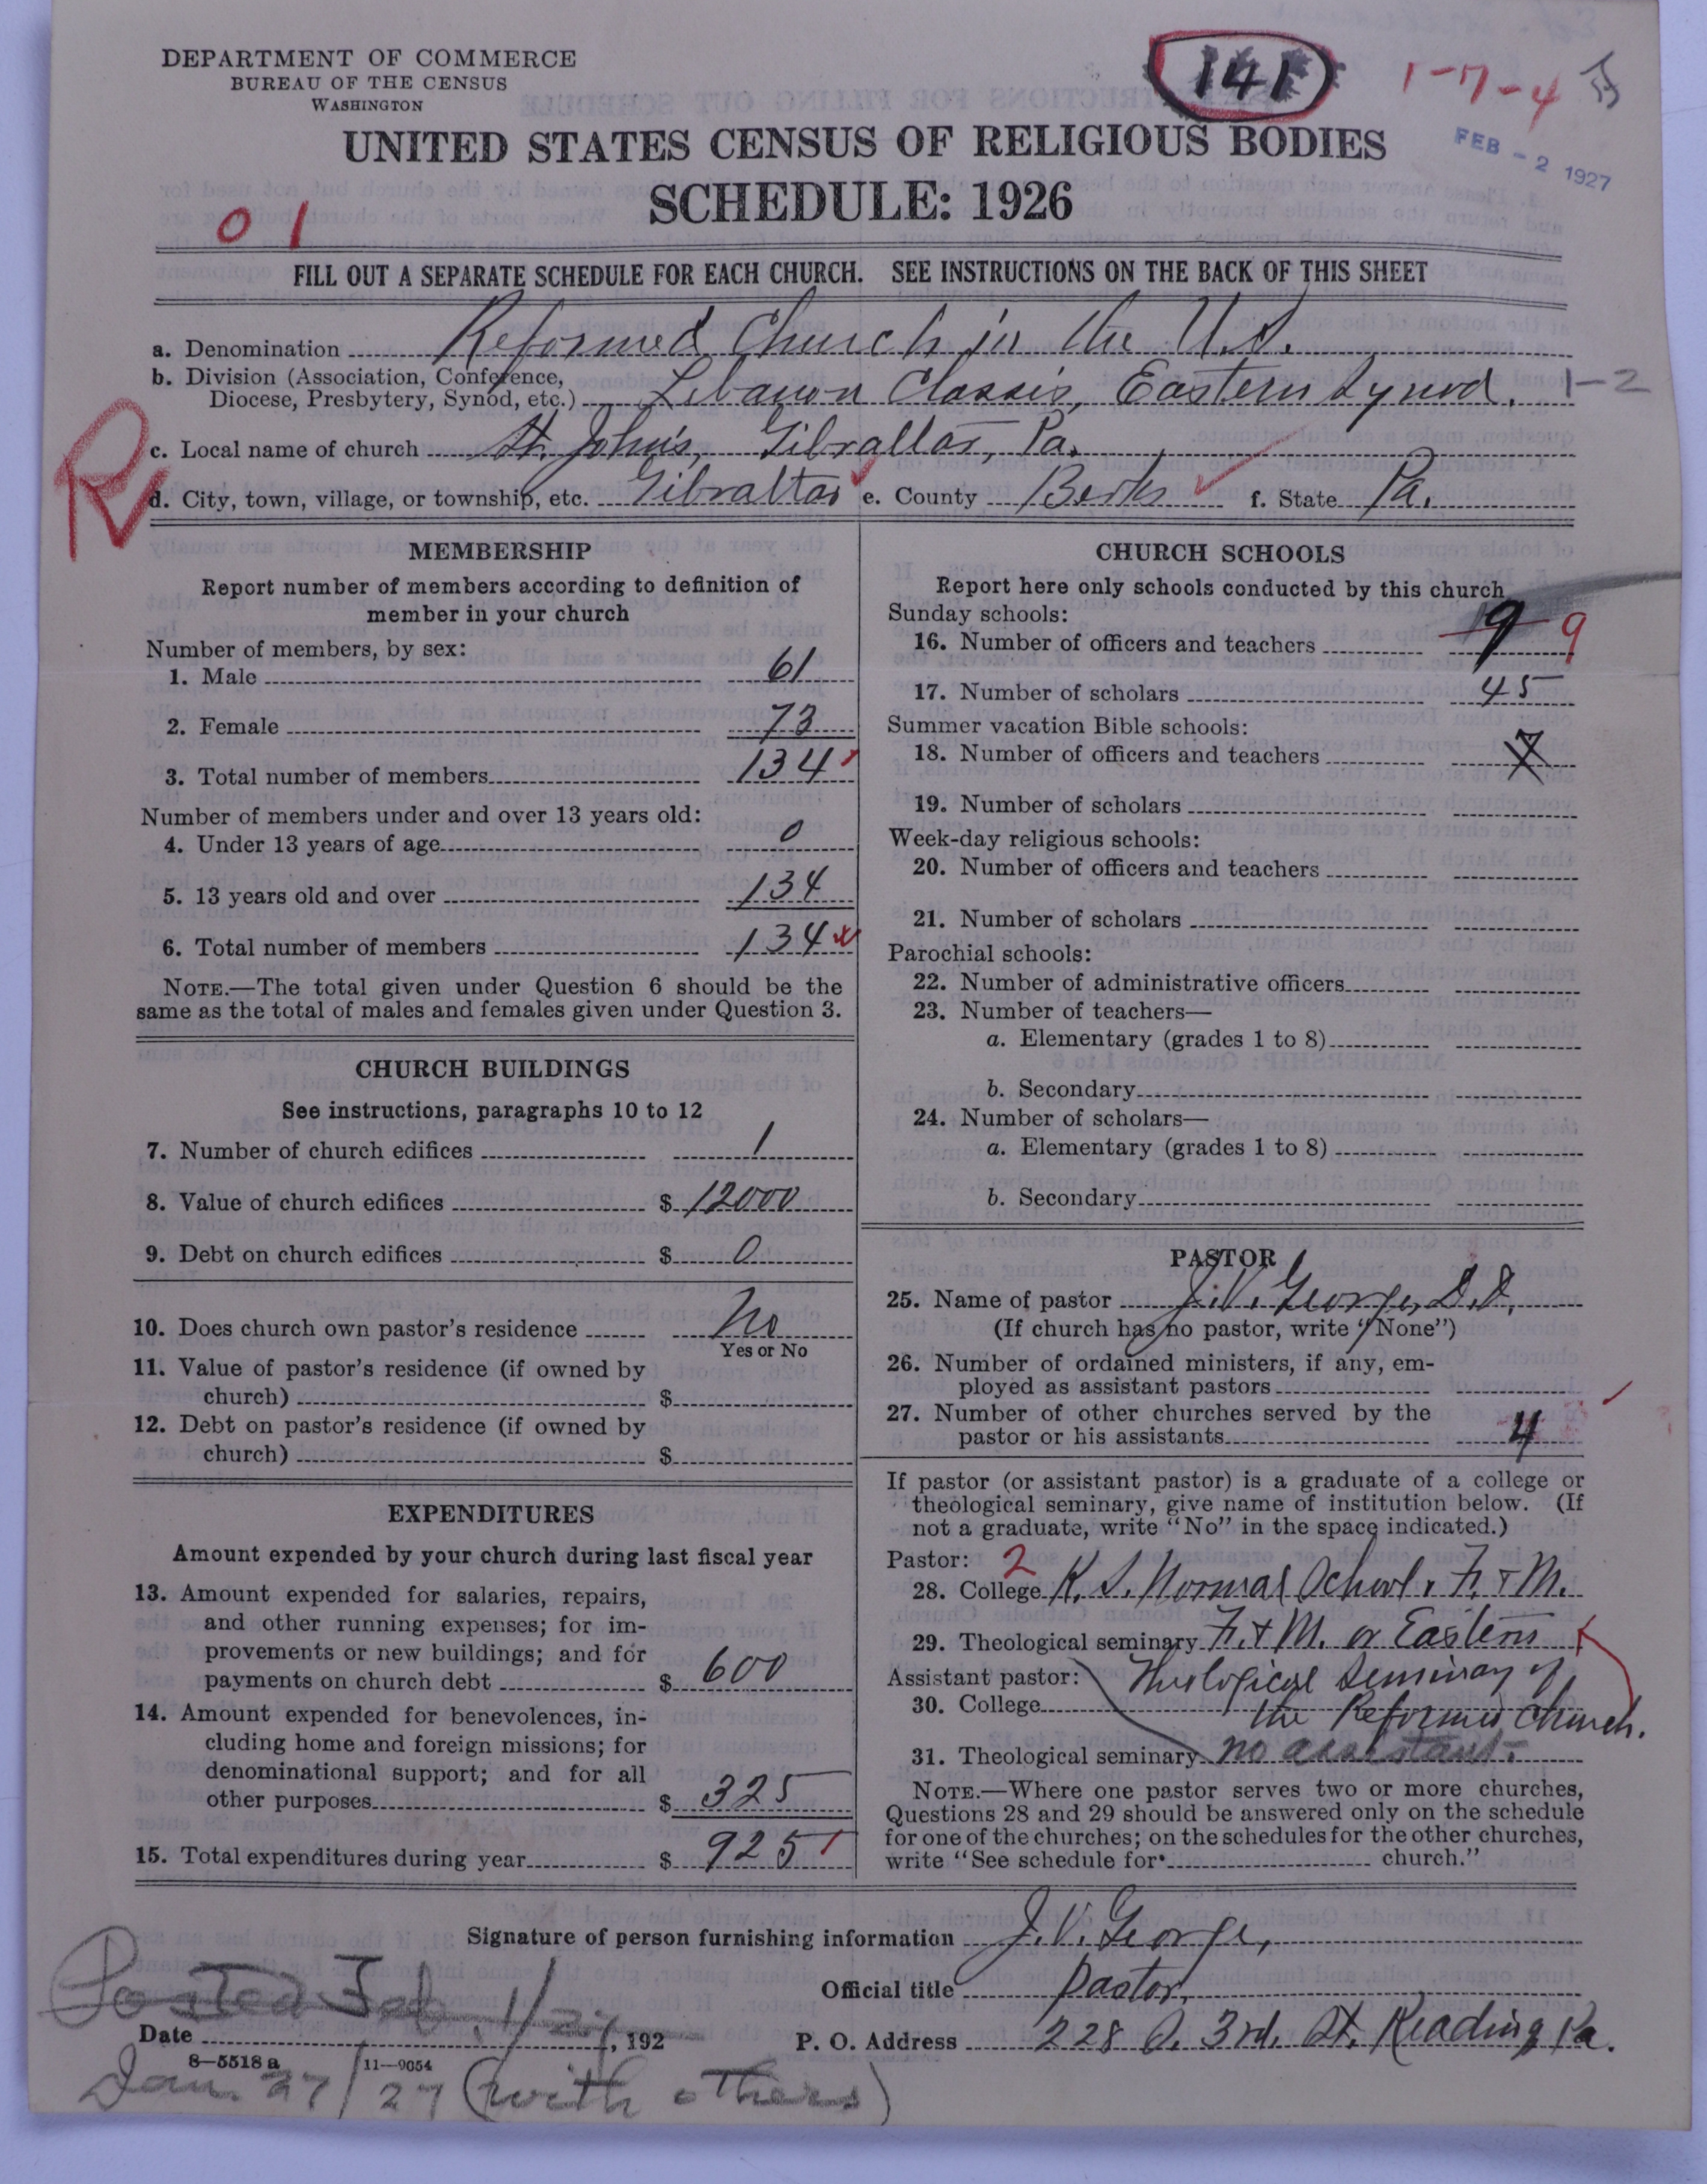 DEPARTMENT OF COMMERCE
BUREAU OF THE CENSUS
WASHINGTON
141
1-7-4
FEB - 2 1927
UNITED STATES CENSUS OF RELIGIOUS BODIES
SCHEDULE: 1926
01
FILL OUT A SEPARATE SCHEDULE FOR EACH CHURCH. SEE INSTRUCTIONS ON THE BACK OF THIS SHEET
a. Denomination Reformed Church in the U.S.
b. Division (Association, Conference,
Diocese, Presbytery, Synod, etc.) Lebanon Classis, Eastern Synod. 1-2
c. Local name of church St. John's, Gibraltar, Pa.
d. City, town, village, or township, etc. Gibraltar e. County Berks f. State Pa.
MEMBERSHIP
Report number of members according to definition of
member in your church
Number of members, by sex:
1. Male 61
2. Female 73
3. Total number of members 134
Number of members under and over 13 years old:
4. Under 13 years of age 0
5. 13 years old and over 134
6. Total number of members 134
NOTE.—The total given under Question 6 should be the
same as the total of males and females given under Question 3.
CHURCH BUILDINGS
See instructions, paragraphs 10 to 12
7. Number of church edifices 1
8. Value of church edifices $ 12000
9. Debt on church edifices $ 0
10. Does church own pastor's residence No
Yes or No
11. Value of pastor's residence (if owned by
church) $
12. Debt on pastor's residence (if owned by
church) $
EXPENDITURES
Amount expended by your church during last fiscal year
13. Amount expended for salaries, repairs,
and other running expenses; for im-
provements or new buildings; and for
payments on church debt $ 600
14. Amount expended for benevolences, in-
cluding home and foreign missions; for
denominational support; and for all
other purposes $ 325
15. Total expenditures during year $ 925
CHURCH SCHOOLS
Report here only schools conducted by this church
Sunday schools:
16. Number of officers and teachers 9 9
17. Number of scholars 45
Summer vacation Bible schools:
18. Number of officers and teachers
19. Number of scholars
Week-day religious schools:
20. Number of officers and teachers
21. Number of scholars
Parochial schools:
22. Number of administrative officers
23. Number of teachers—
a. Elementary (grades 1 to 8)
b. Secondary
24. Number of scholars—
a. Elementary (grades 1 to 8)
b. Secondary
PASTOR
25. Name of pastor J. V. George, D.D.
(If church has no pastor, write "None")
26. Number of ordained ministers, if any, em-
ployed as assistant pastors
27. Number of other churches served by the
pastor or his assistants 4
If pastor (or assistant pastor) is a graduate of a college or
theological seminary, give name of institution below. (If
not a graduate, write "No" in the space indicated.)
Pastor: 2
28. College K. S. Normal School, F. & M.
29. Theological seminary F. & M. or Eastern
Assistant pastor: Theological Seminary of
30. College the Reformed Church.
31. Theological seminary no assistant.
NOTE.—Where one pastor serves two or more churches,
Questions 28 and 29 should be answered only on the schedule
for one of the churches; on the schedules for the other churches,
write "See schedule for church."
Signature of person furnishing information J. V. George,
Official title Pastor,
Posted Feb. 1/27
Date , 192
P. O. Address 228 S. 3rd. St. Reading Pa.
8—5518 a 11—9054
Jan. 27/27 (with others)